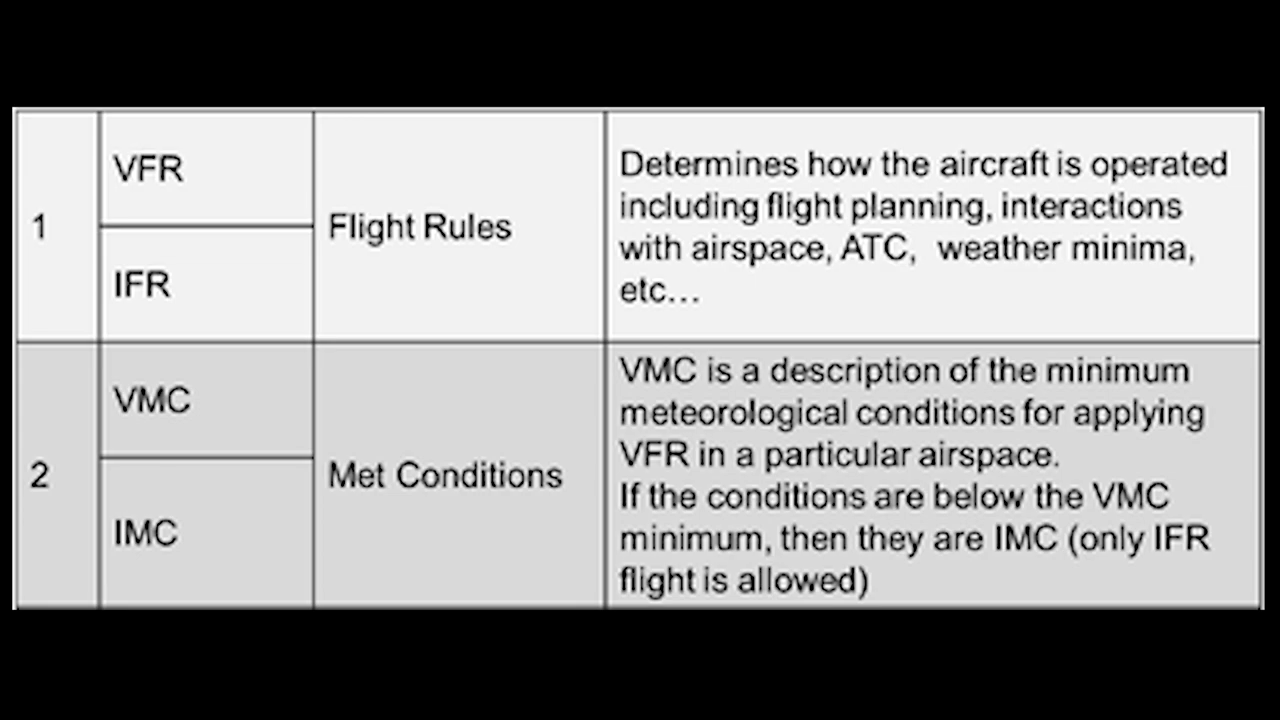 1
VFR
IFR
Flight Rules
Determines how the aircraft is operated
including flight planning, interactions
with airspace, ATC,  weather minima,
etc…
2
VMC
IMC
Met Conditions
VMC is a description of the minimum
meteorological conditions for applying
VFR in a particular airspace.
If the conditions are below the VMC
minimum, then they are IMC (only IFR
flight is allowed)